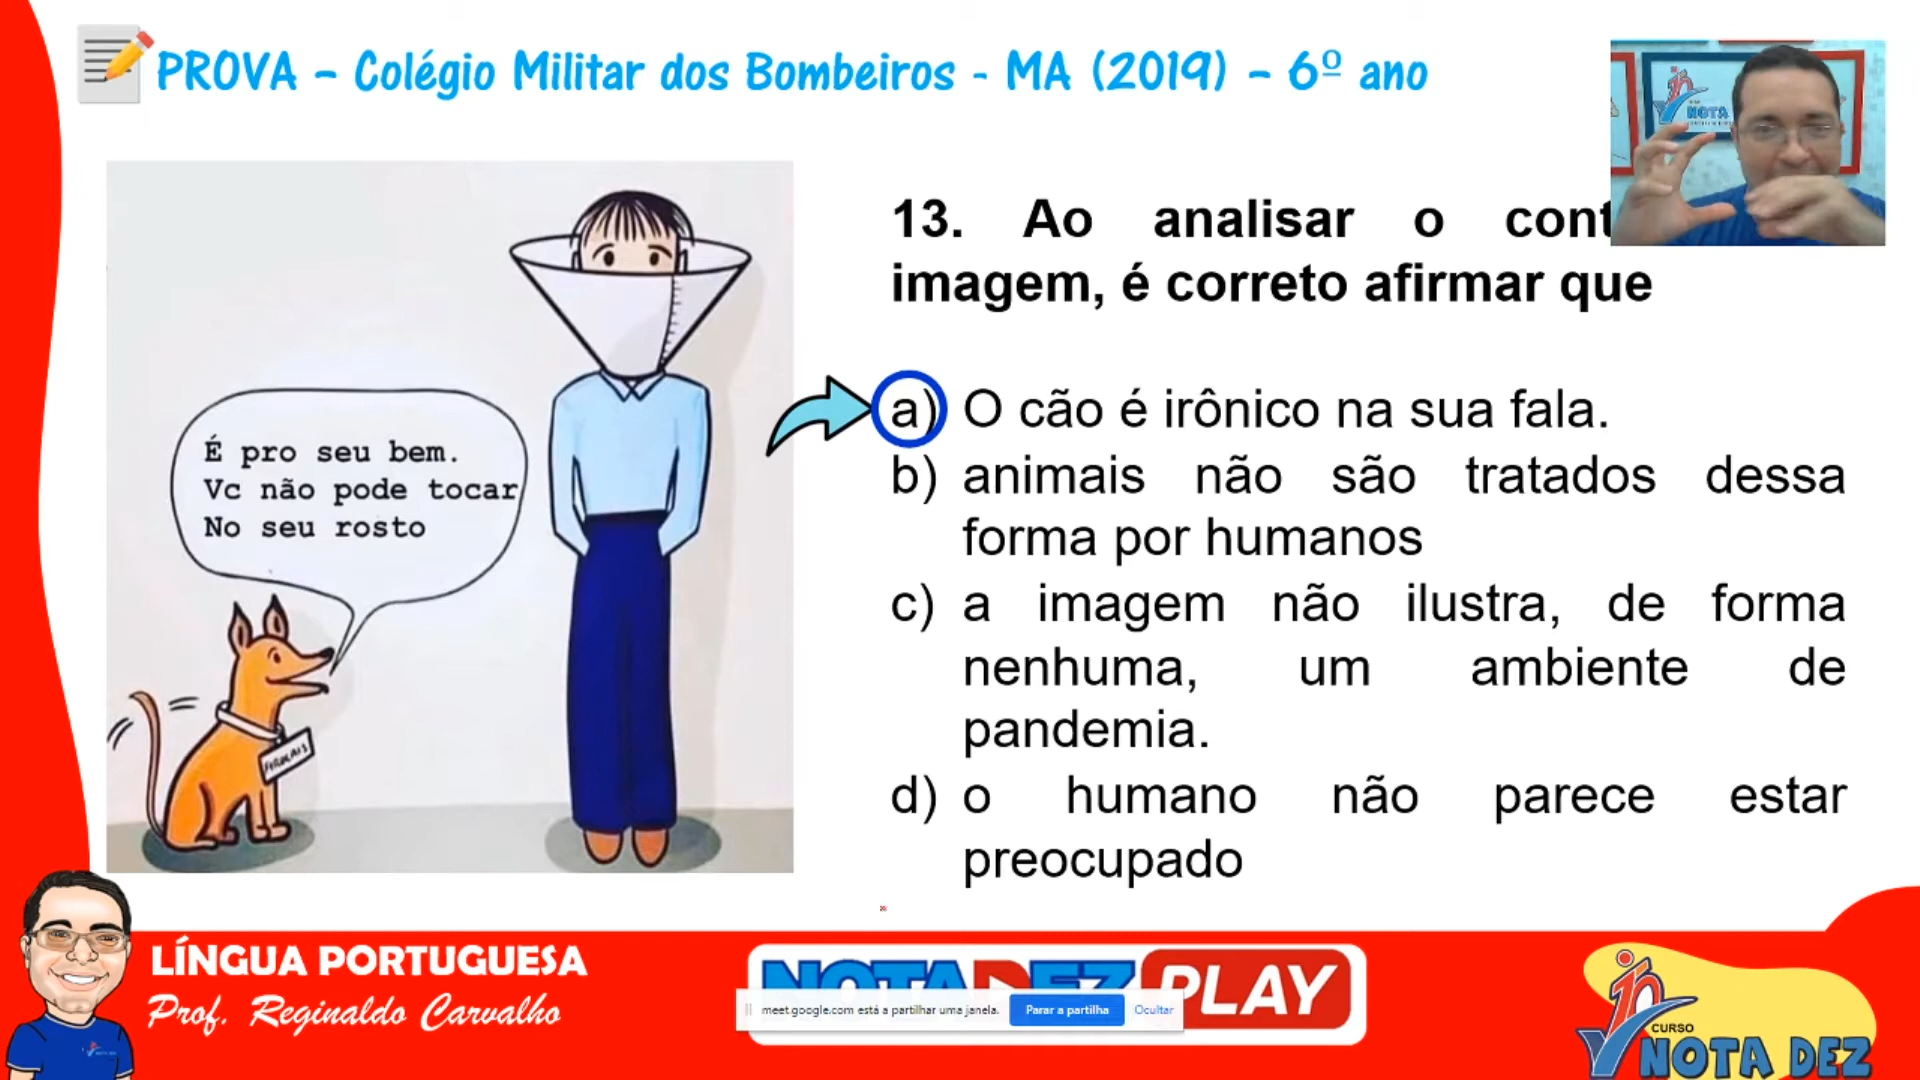 PROVA – Colégio Militar dos Bombeiros - MA (2019) – 6º ano
NOTA
13. Ao analisar o cont
imagem, é correto afirmar que
a) O cão é irônico na sua fala.
b) animais não são tratados dessa
forma por humanos
c) a imagem não ilustra, de forma
nenhuma, um ambiente de
pandemia.
d) o humano não parece estar
preocupado
É pro seu bem.
Vc não pode tocar
No seu rosto
LÍNGUA PORTUGUESA
Prof. Reginaldo Carvalho
NOTA DEZ PLAY
meet.google.com está a partilhar uma janela.
Parar a partilha
Ocultar
CURSO
NOTA DEZ